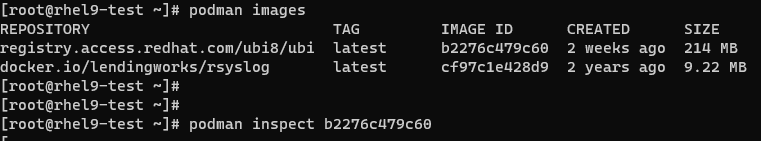 [root@rhel9-test ~]# podman images
REPOSITORY TAG IMAGE ID CREATED SIZE
registry.access.redhat.com/ubi8/ubi latest b2276c479c60 2 weeks ago 214 MB
docker.io/lendingworks/rsyslog latest cf97c1e428d9 2 years ago 9.22 MB
[root@rhel9-test ~]#
[root@rhel9-test ~]#
[root@rhel9-test ~]# podman inspect b2276c479c60
[